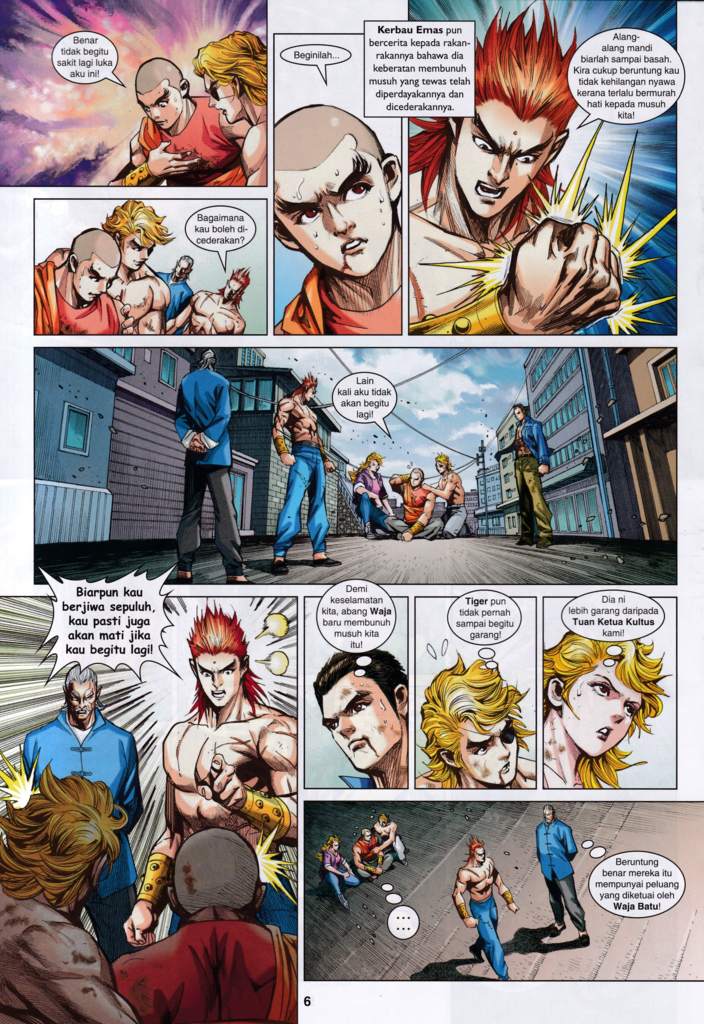 Benar
tidak begitu
sakit lagi luka
aku ini!
Bagaimana
kau boleh di-
cederakan?
Beginilah...
Kerbau Emas pun
bercerita kepada rakan-
rakannya bahawa dia
keberatan membunuh
musuh yang tewas telah
diperdayakannya dan
dicederakannya.
Alang-
alang mandi
biarlah sampai basah.
Kira cukup beruntung kau
tidak kehilangan nyawa
kerana terlalu bermurah
hati kepada musuh
kita!
Lain
kali aku tidak
akan begitu
lagi!
Biarpun kau
berjiwa sepuluh,
kau pasti juga
akan mati jika
kau begitu lagi!
Demi
keselamatan
kita, abang Waja
baru membunuh
musuh kita
itu!
Tiger pun
tidak pernah
sampai begitu
garang!
Dia ni
lebih garang daripada
Tuan Ketua Kultus
kami!
...
...
Beruntung
benar mereka itu
mempunyai peluang
yang diketuai oleh
Waja Batu!
6